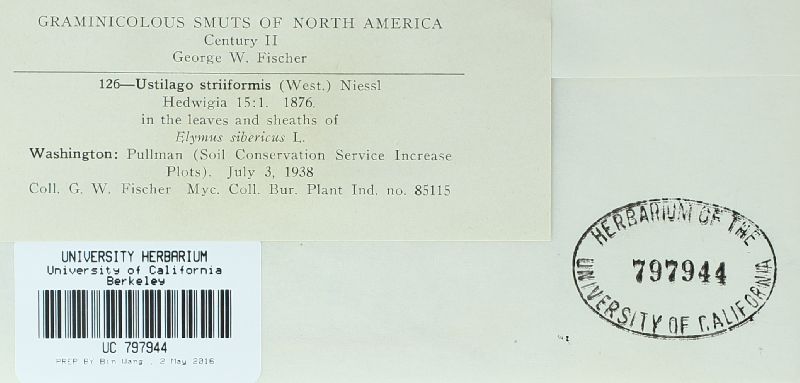 GRAMINICOLOUS SMUTS OF NORTH AMERICA
Century II
George W. Fischer
126—Ustilago striiformis (West.) Niessl
Hedwigia 15:1. 1876.
in the leaves and sheaths of
Elymus sibericus L.
Washington: Pullman (Soil Conservation Service Increase
Plots). July 3, 1938
Coll. G. W. Fischer Myc. Coll. Bur. Plant Ind. no. 85115
UNIVERSITY HERBARIUM
University of California
Berkeley
UC 797944
PREP BY Bin Wang , 2 May 2016
HERBARIUM OF THE
797944
UNIVERSITY OF CALIFORNIA